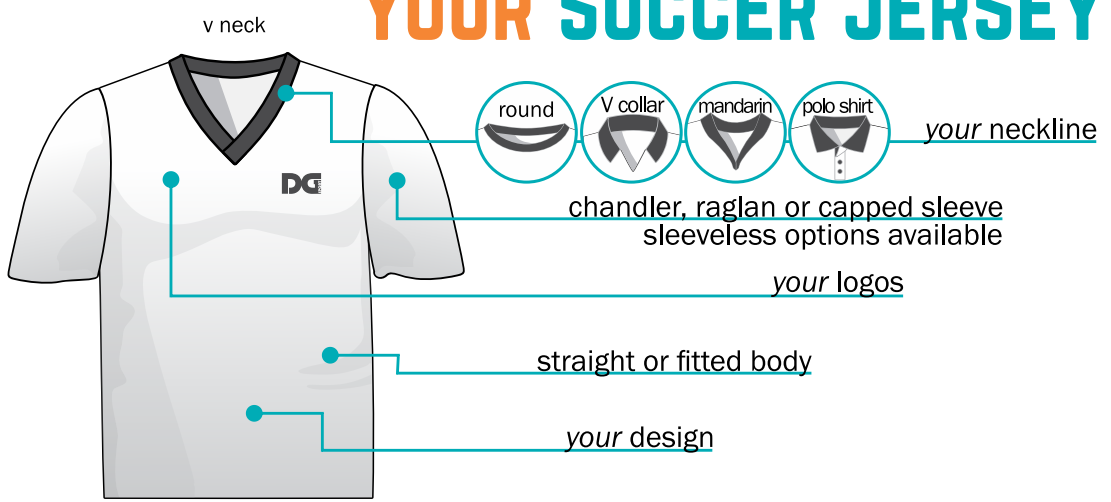 YOUR SOCCER JERSEY
v neck
round
V collar
mandarin
polo shirt
your neckline
DG
chandler, raglan or capped sleeve
sleeveless options available
your logos
straight or fitted body
your design